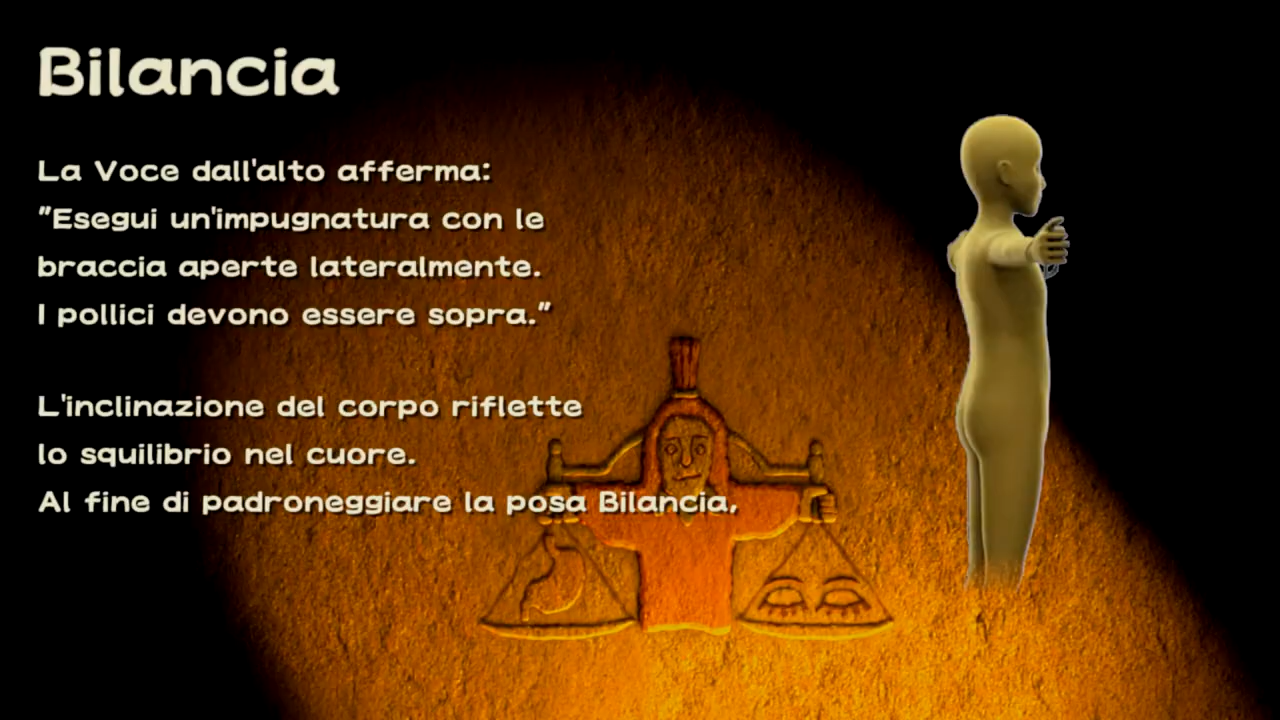 Bilancia
La Voce dall'alto afferma:
"Esegui un'impugnatura con le
braccia aperte lateralmente.
I pollici devono essere sopra."
L'inclinazione del corpo riflette
lo squilibrio nel cuore.
Al fine di padroneggiare la posa Bilancia,